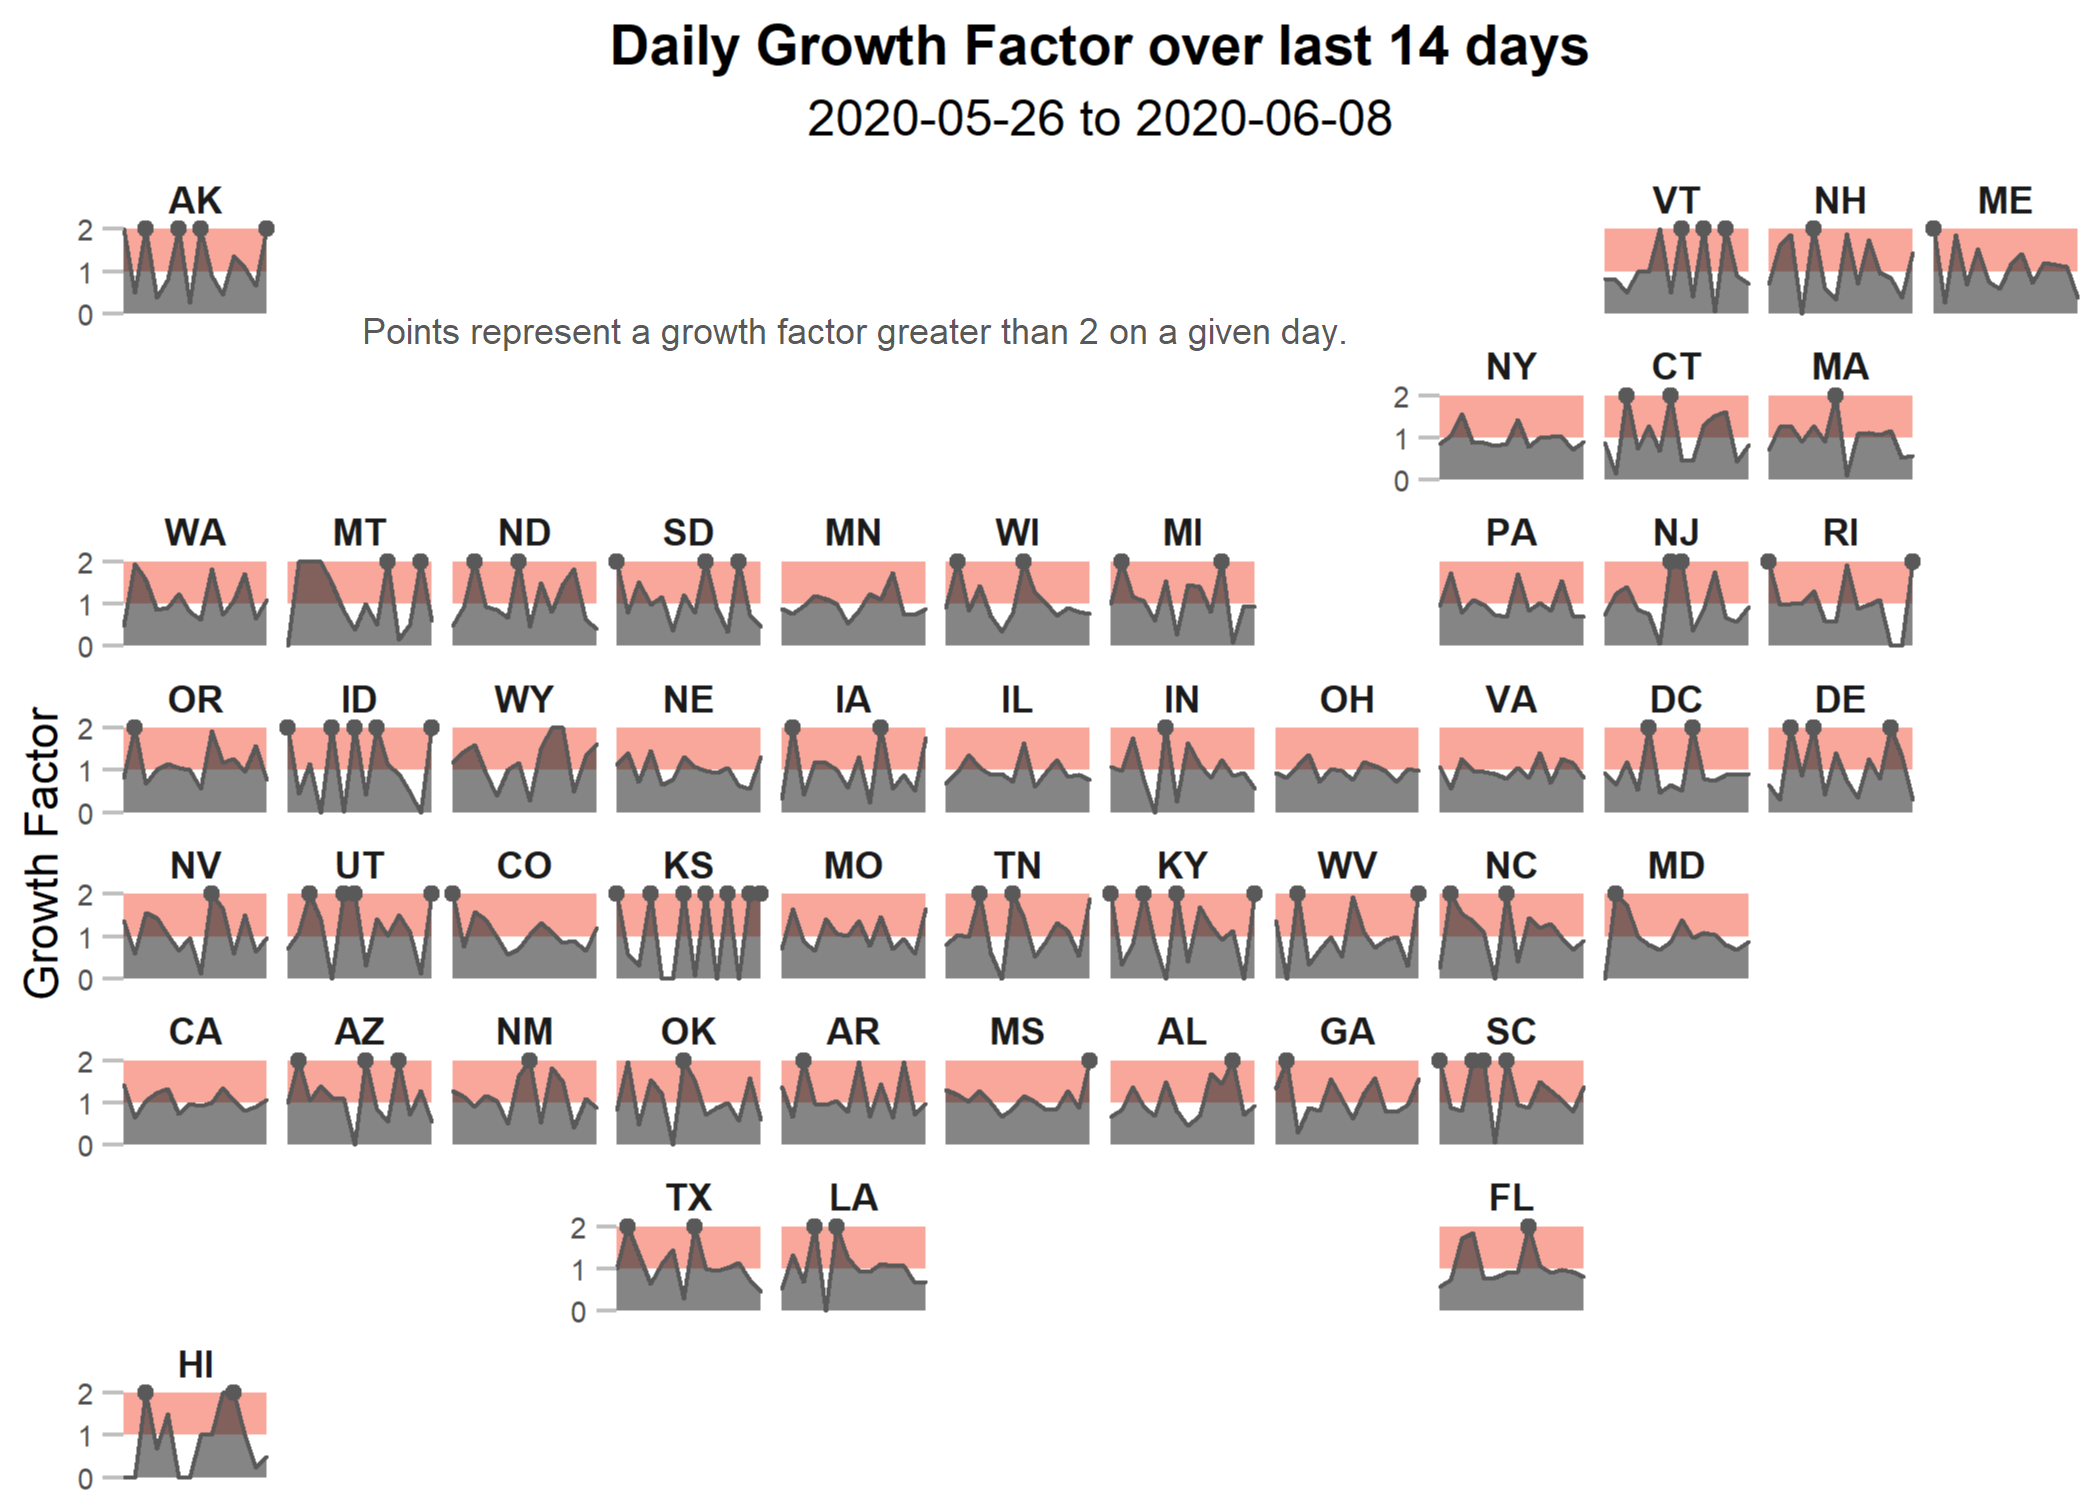 Daily Growth Factor over last 14 days
2020-05-26 to 2020-06-08
AK VT NH ME
2
1
0
Points represent a growth factor greater than 2 on a given day.
NY CT MA
2
1
0
WA MT ND SD MN WI MI PA NJ RI
2
1
0
OR ID WY NE IA IL IN OH VA DC DE
2
1
0
Growth Factor
NV UT CO KS MO TN KY WV NC MD
2
1
0
CA AZ NM OK AR MS AL GA SC
2
1
0
TX LA FL
2
1
0
HI
2
1
0